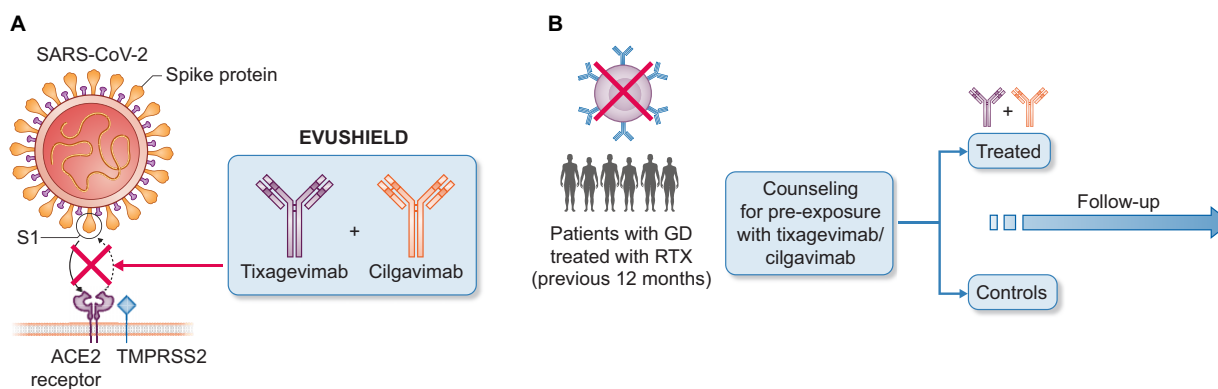 A
SARS-CoV-2
Spike protein
EVUSHIELD
+
Tixagevimab
Cilgavimab
S1
ACE2
receptor
TMPRSS2
B
Patients with GD
treated with RTX
(previous 12 months)
Counseling
for pre-exposure
with tixagevimab/
cilgavimab
+
Treated
Follow-up
Controls